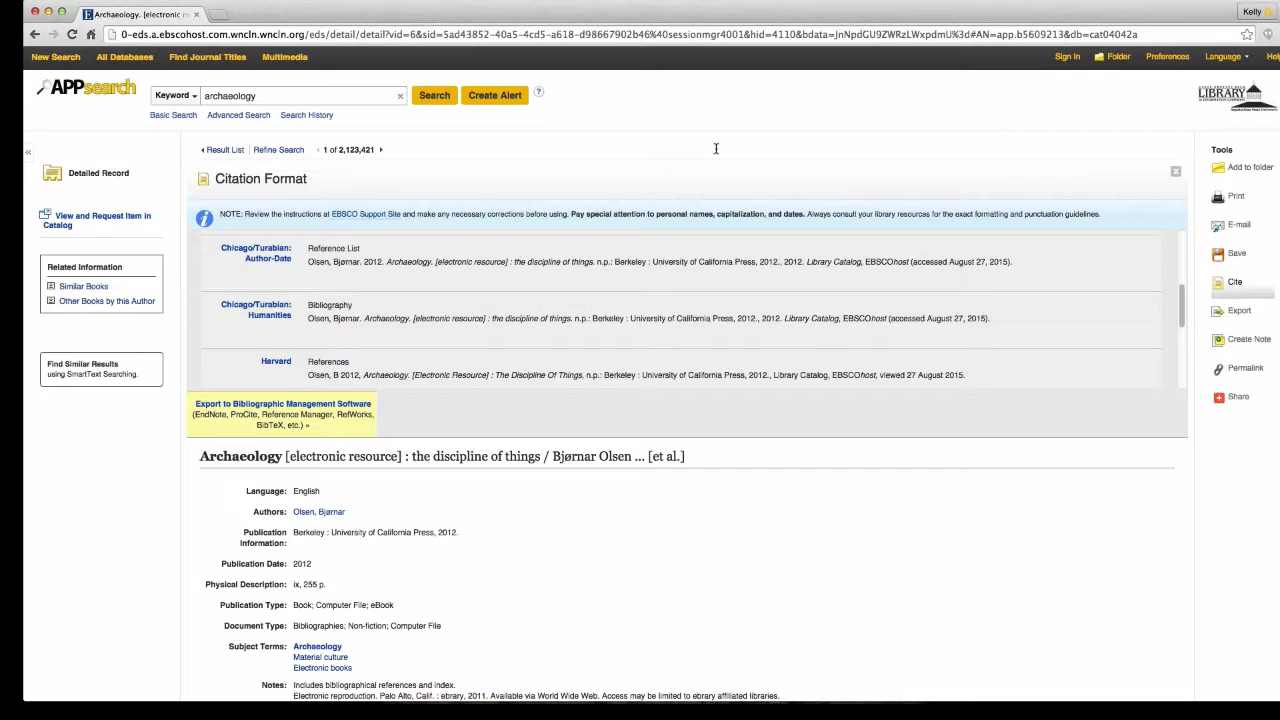 Archaeology. [electronic re
Kelly
0-eds.a.ebscohost.com.wncln.wncln.org/eds/detail/detail?vid=6&sid=5ad43852-40a5-4cd5-a618-d98667902b46%40sessionmgr4001&hid=4110&bdata=JnNpdGU9ZWRzLWxpdmU%3d#AN=app.b5609213&db=cat04042a
New Search All Databases Find Journal Titles Multimedia Sign In Folder Preferences Language Hel
APPsearch
Keyword archaeology Search Create Alert ?
LIBRARY
Basic Search Advanced Search Search History
« Result List Refine Search 1 of 2,123,421
Tools
Detailed Record
View and Request Item in
Catalog
Related Information
Similar Books
Other Books by this Author
Find Similar Results
using SmartText Searching.
Citation Format
NOTE: Review the instructions at EBSCO Support Site and make any necessary corrections before using. Pay special attention to personal names, capitalization, and dates. Always consult your library resources for the exact formatting and punctuation guidelines.
Chicago/Turabian:
Author-Date
Reference List
Olsen, Bjørnar. 2012. Archaeology. [electronic resource] : the discipline of things. n.p.: Berkeley : University of California Press, 2012., 2012. Library Catalog, EBSCOhost (accessed August 27, 2015).
Chicago/Turabian:
Humanities
Bibliography
Olsen, Bjørnar. Archaeology. [electronic resource] : the discipline of things. n.p.: Berkeley : University of California Press, 2012., 2012. Library Catalog, EBSCOhost (accessed August 27, 2015).
Harvard
References
Olsen, B 2012, Archaeology. [Electronic Resource] : The Discipline Of Things, n.p.: Berkeley : University of California Press, 2012., Library Catalog, EBSCOhost, viewed 27 August 2015.
Export to Bibliographic Management Software
(EndNote, ProCite, Reference Manager, RefWorks,
BibTeX, etc.) »
Archaeology [electronic resource] : the discipline of things / Bjørnar Olsen ... [et al.]
Language: English
Authors: Olsen, Bjørnar
Publication
Information:
Berkeley : University of California Press, 2012.
Publication Date: 2012
Physical Description: ix, 255 p.
Publication Type: Book; Computer File; eBook
Document Type: Bibliographies; Non-fiction; Computer File
Subject Terms: Archaeology
Material culture
Electronic books
Notes: Includes bibliographical references and index.
Electronic reproduction. Palo Alto, Calif. : ebrary, 2011. Available via World Wide Web. Access may be limited to ebrary affiliated libraries.
Add to folder
Print
E-mail
Save
Cite
Export
Create Note
Permalink
Share